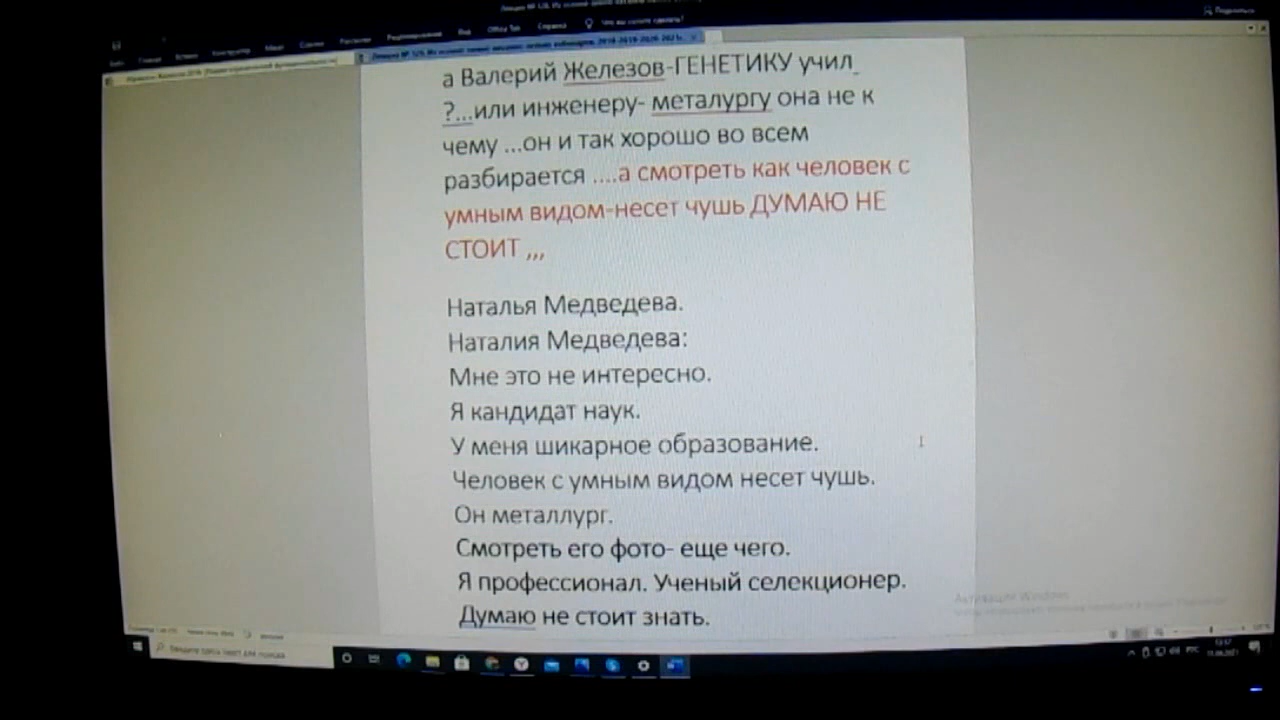 а Валерий Железов-ГЕНЕТИКУ учил
?...или инженеру- металургу она не к
чему ...он и так хорошо во всем
разбирается ....а смотреть как человек с
умным видом-несет чушь ДУМАЮ НЕ
СТОИТ ,,,
Наталья Медведева.
Наталия Медведева:
Мне это не интересно.
Я кандидат наук.
У меня шикарное образование.
Человек с умным видом несет чушь.
Он металлург.
Смотреть его фото- еще чего.
Я профессионал. Ученый селекционер.
Думаю не стоит знать.
Активация Windows